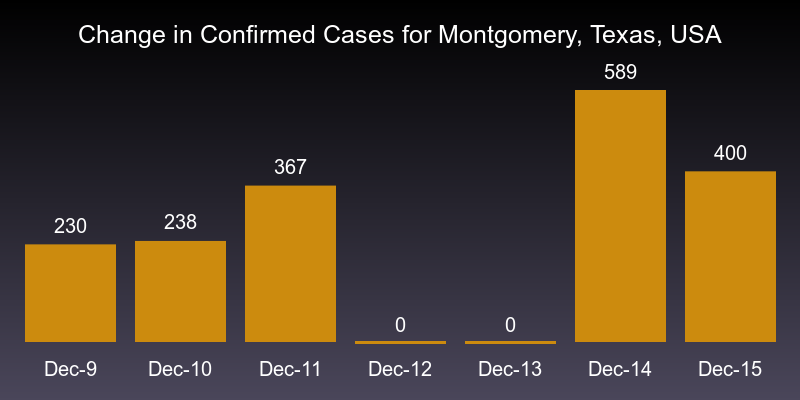 Change in Confirmed Cases for Montgomery, Texas, USA
589
400
367
238
230
0
0
Dec-9
Dec-10
Dec-11
Dec-12
Dec-13
Dec-14
Dec-15